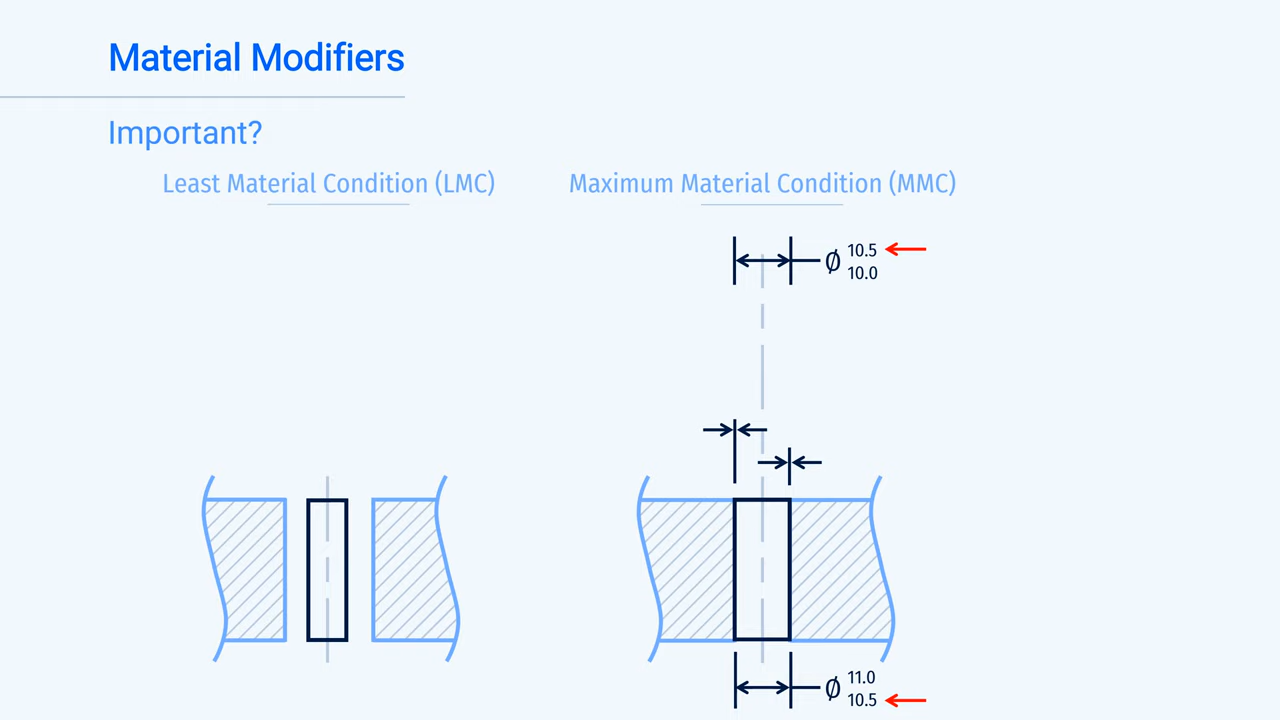 Material Modifiers
Important?
Least Material Condition (LMC)
Maximum Material Condition (MMC)
Ø 10.5
10.0
Ø 11.0
10.5